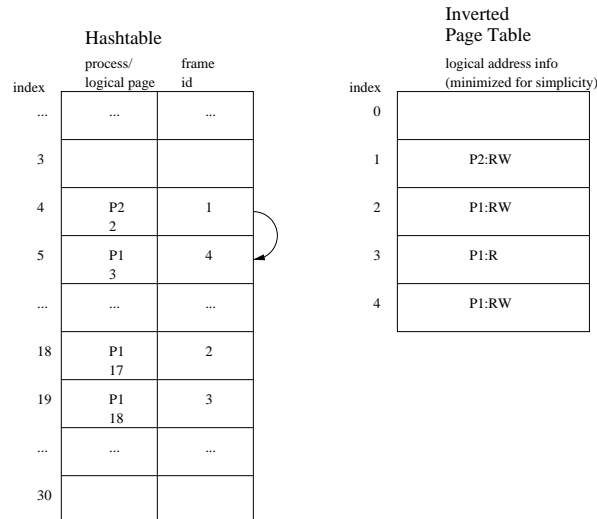 Hashtable
process/ frame
index logical page id
... ... ...
3
4 P2 1
2
5 P1 4
3
... ... ...
18 P1 2
17
19 P1 3
18
... ... ...
30
Inverted
Page Table
logical address info
index (minimized for simplicity)
0
1 P2:RW
2 P1:RW
3 P1:R
4 P1:RW